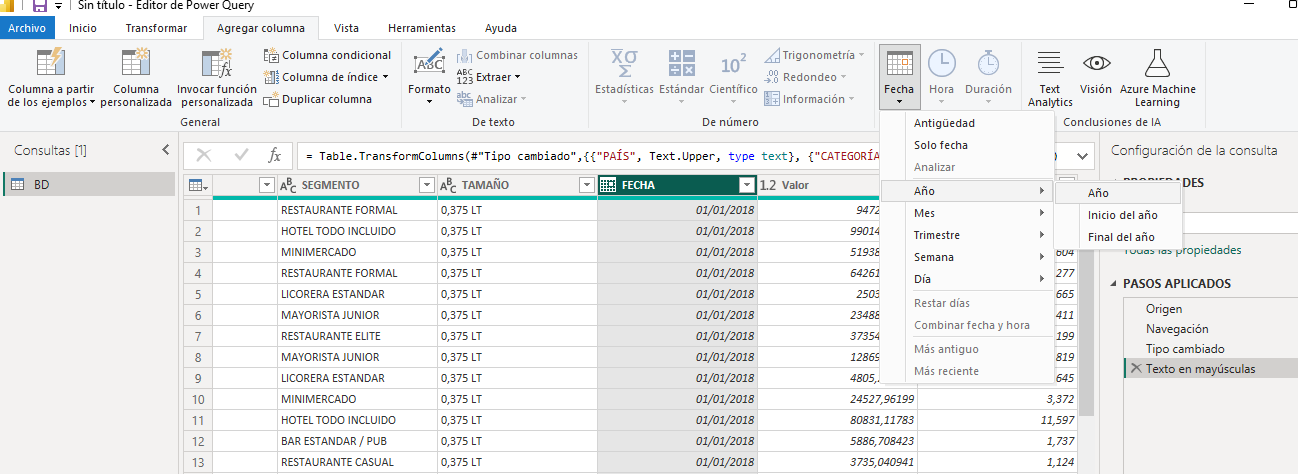 Sin título - Editor de Power Query
Archivo Inicio Transformar Agregar columna Vista Herramientas Ayuda
Columna a partir de los ejemplos
Columna personalizada
Invocar función personalizada
Columna condicional
Columna de índice
Duplicar columna
General
Formato
ABC
Combinar columnas
ABC 123 Extraer
abc Analizar
De texto
XσΣ Estadísticas
Estándar
10² Científico
Trigonometría
.00 Redondeo
Información
De número
Fecha
Hora
Duración
Text Analytics
Visión
Azure Machine Learning
Conclusiones de IA
Antigüedad
Solo fecha
Analizar
Año
Mes
Trimestre
Semana
Día
Restar días
Combinar fecha y hora
Más antiguo
Más reciente
Año
Inicio del año
Final del año
Consultas [1]
BD
fx = Table.TransformColumns(#"Tipo cambiado",{{"PAÍS", Text.Upper, type text}, {"CATEGORÍA
ABC SEGMENTO ABC TAMAÑO FECHA 1.2 Valor
1 RESTAURANTE FORMAL 0,375 LT 01/01/2018 9472
2 HOTEL TODO INCLUIDO 0,375 LT 01/01/2018 99014
3 MINIMERCADO 0,375 LT 01/01/2018 51938 604
4 RESTAURANTE FORMAL 0,375 LT 01/01/2018 64261 277
5 LICORERA ESTANDAR 0,375 LT 01/01/2018 2503 665
6 MAYORISTA JUNIOR 0,375 LT 01/01/2018 23488 411
7 RESTAURANTE ELITE 0,375 LT 01/01/2018 37354 199
8 MAYORISTA JUNIOR 0,375 LT 01/01/2018 12869 819
9 LICORERA ESTANDAR 0,375 LT 01/01/2018 4805, 645
10 MINIMERCADO 0,375 LT 01/01/2018 24527,96199 3,372
11 HOTEL TODO INCLUIDO 0,375 LT 01/01/2018 80831,11783 11,597
12 BAR ESTANDAR / PUB 0,375 LT 01/01/2018 5886,708423 1,737
13 RESTAURANTE CASUAL 0,375 LT 01/01/2018 3735,040941 1,124
Configuración de la consulta
PROPIEDADES
Todas las propiedades
PASOS APLICADOS
Origen
Navegación
Tipo cambiado
Texto en mayúsculas